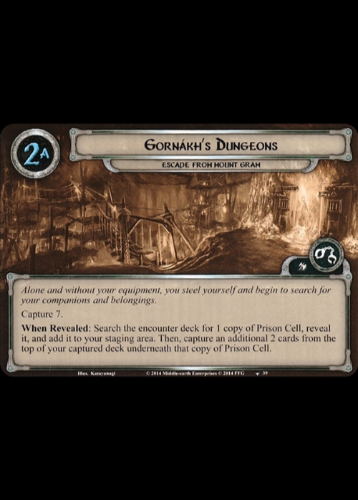 2A
GORNÁKH'S DUNGEONS
ESCAPE FROM MOUNT GRAM
Alone and without your equipment, you steel yourself and begin to search for
your companions and belongings.
Capture 7.
When Revealed: Search the encounter deck for 1 copy of Prison Cell, reveal
it, and add it to your staging area. Then, capture an additional 2 cards from the
top of your captured deck underneath that copy of Prison Cell.
Illus. Katayanagi © 2014 Middle-earth Enterprises © 2014 FFG 39